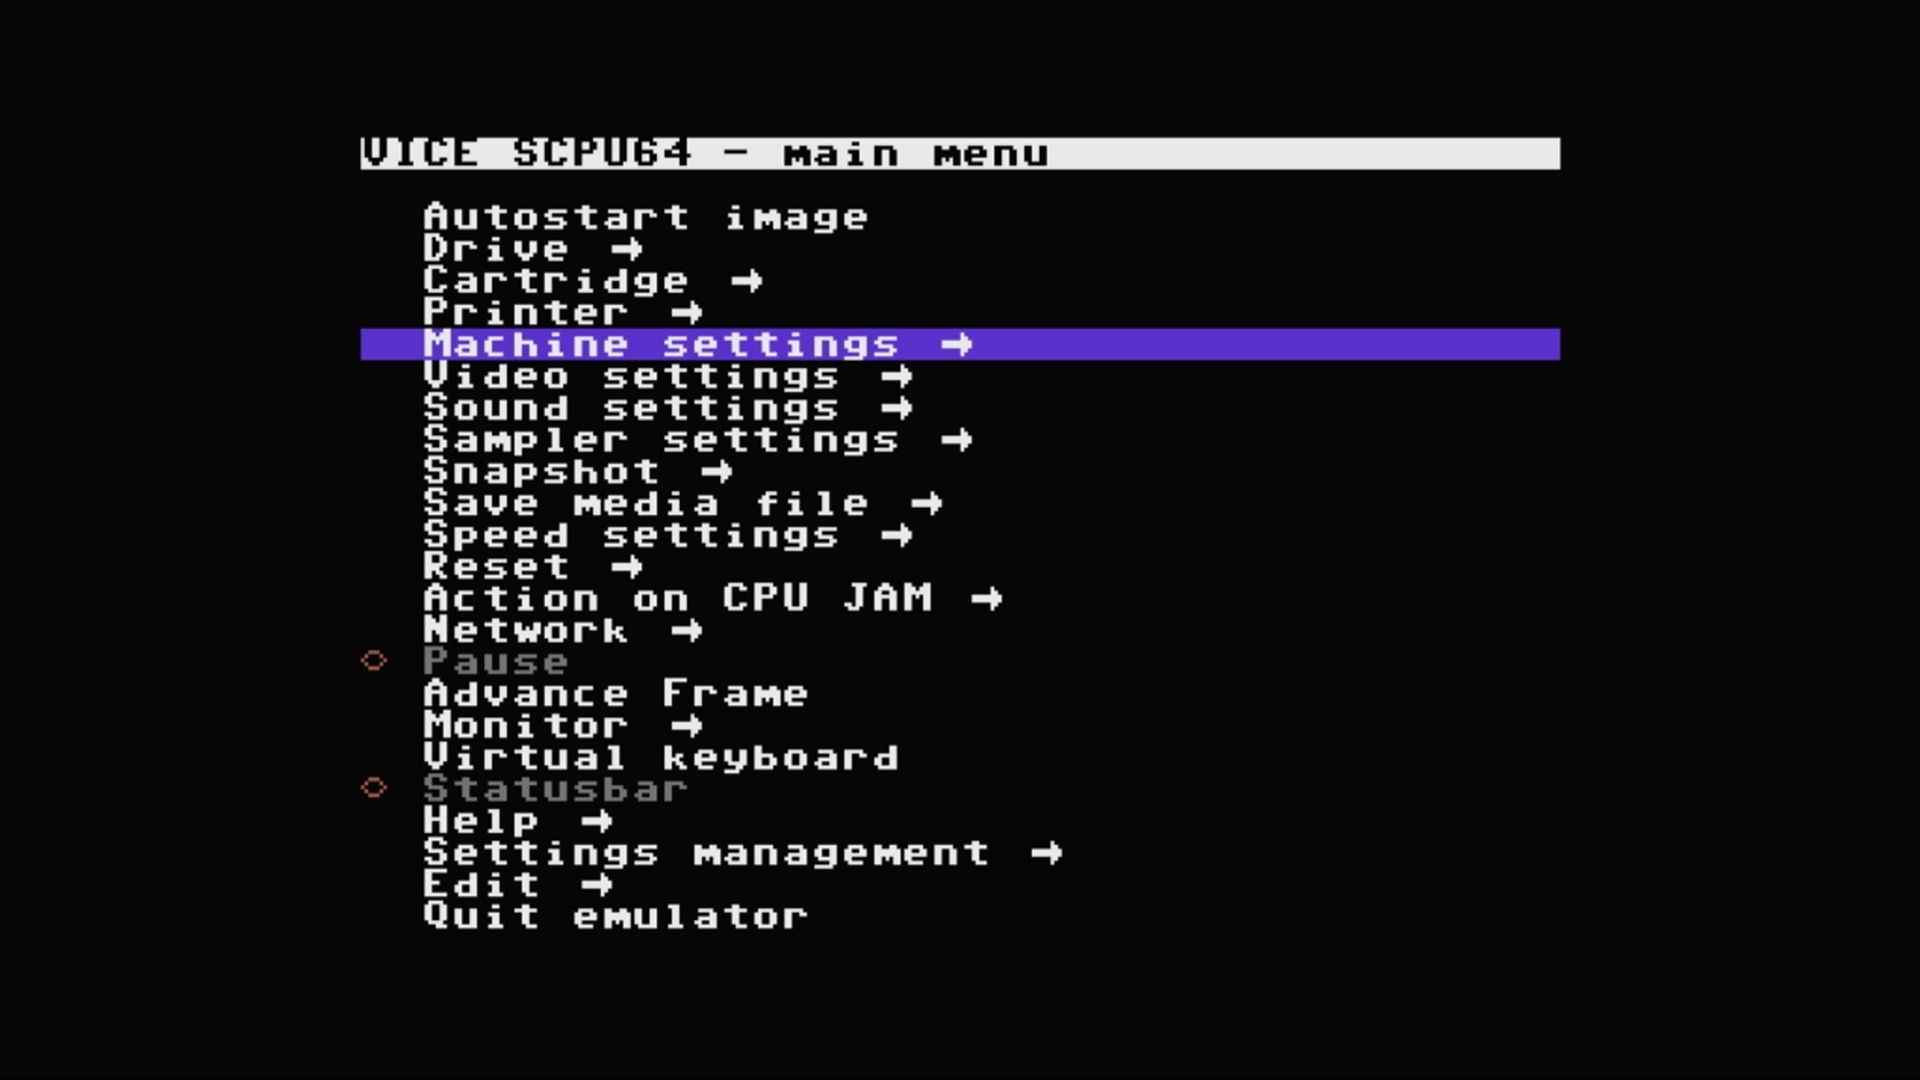 VICE SCPU64 - main menu
Autostart image
Drive →
Cartridge →
Printer →
Machine settings →
Video settings →
Sound settings →
Sampler settings →
Snapshot →
Save media file →
Speed settings →
Reset →
Action on CPU JAM →
Network →
Pause
Advance Frame
Monitor →
Virtual keyboard
Statusbar
Help →
Settings management →
Edit →
Quit emulator